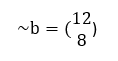 ~b = (12
8)